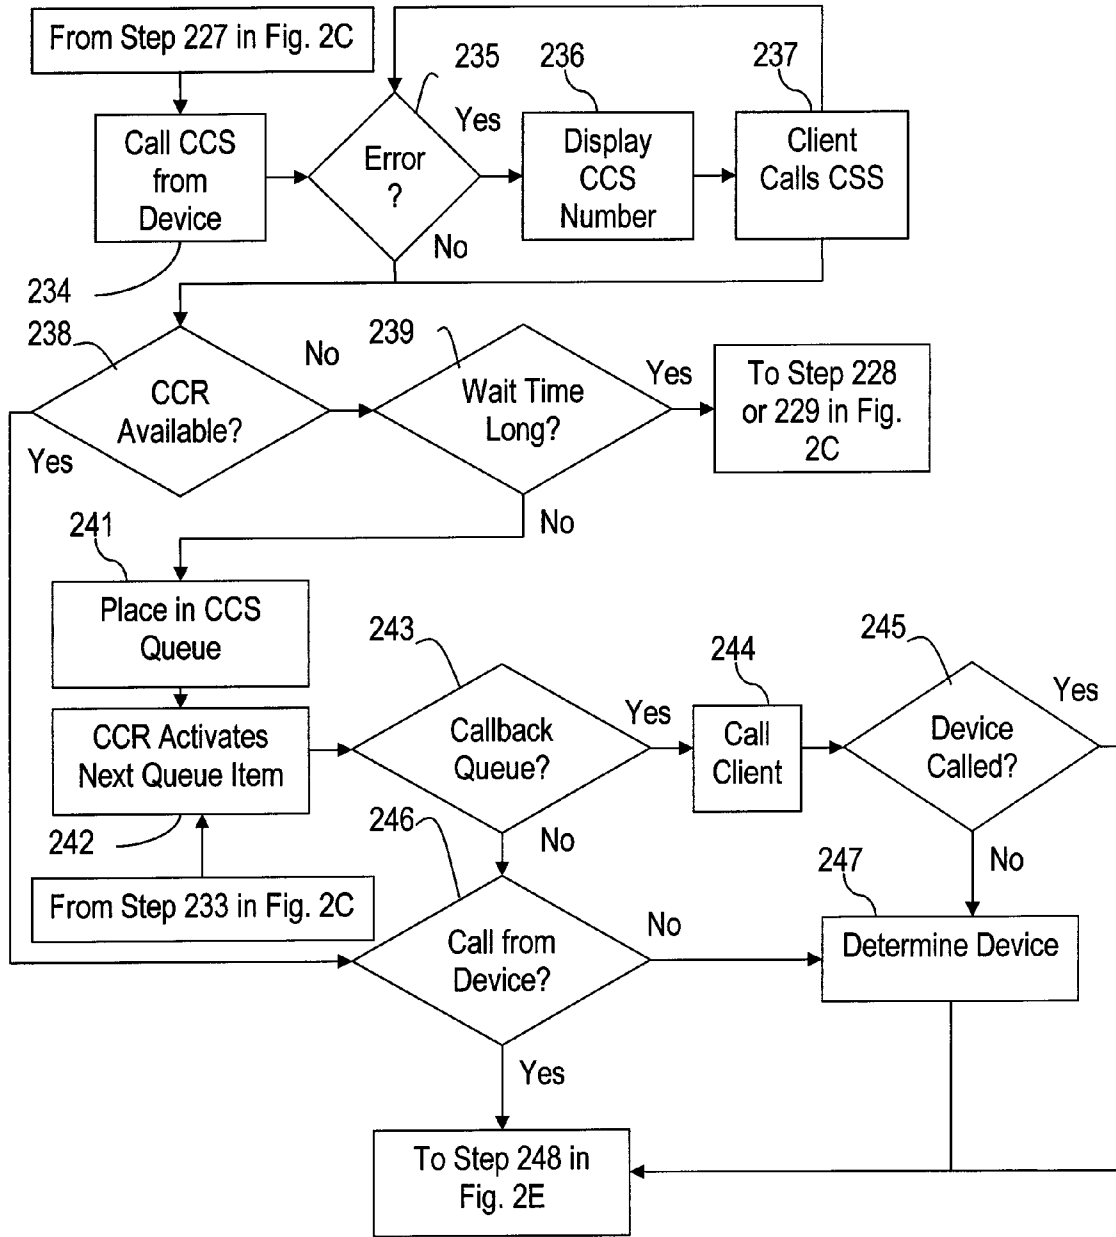 From Step 227 in Fig. 2C
235
236
237
Call CCS
from
Device
Error
?
Yes
Display
CCS
Number
Client
Calls CSS
No
234
238
CCR
Available?
No
Yes
239
Wait Time
Long?
Yes
To Step 228
or 229 in Fig.
2C
No
241
Place in CCS
Queue
243
244
245
CCR Activates
Next Queue Item
Callback
Queue?
Yes
Call
Client
Device
Called?
Yes
242
246
No
No
247
From Step 233 in Fig. 2C
Call from
Device?
No
Determine Device
Yes
To Step 248 in
Fig. 2E